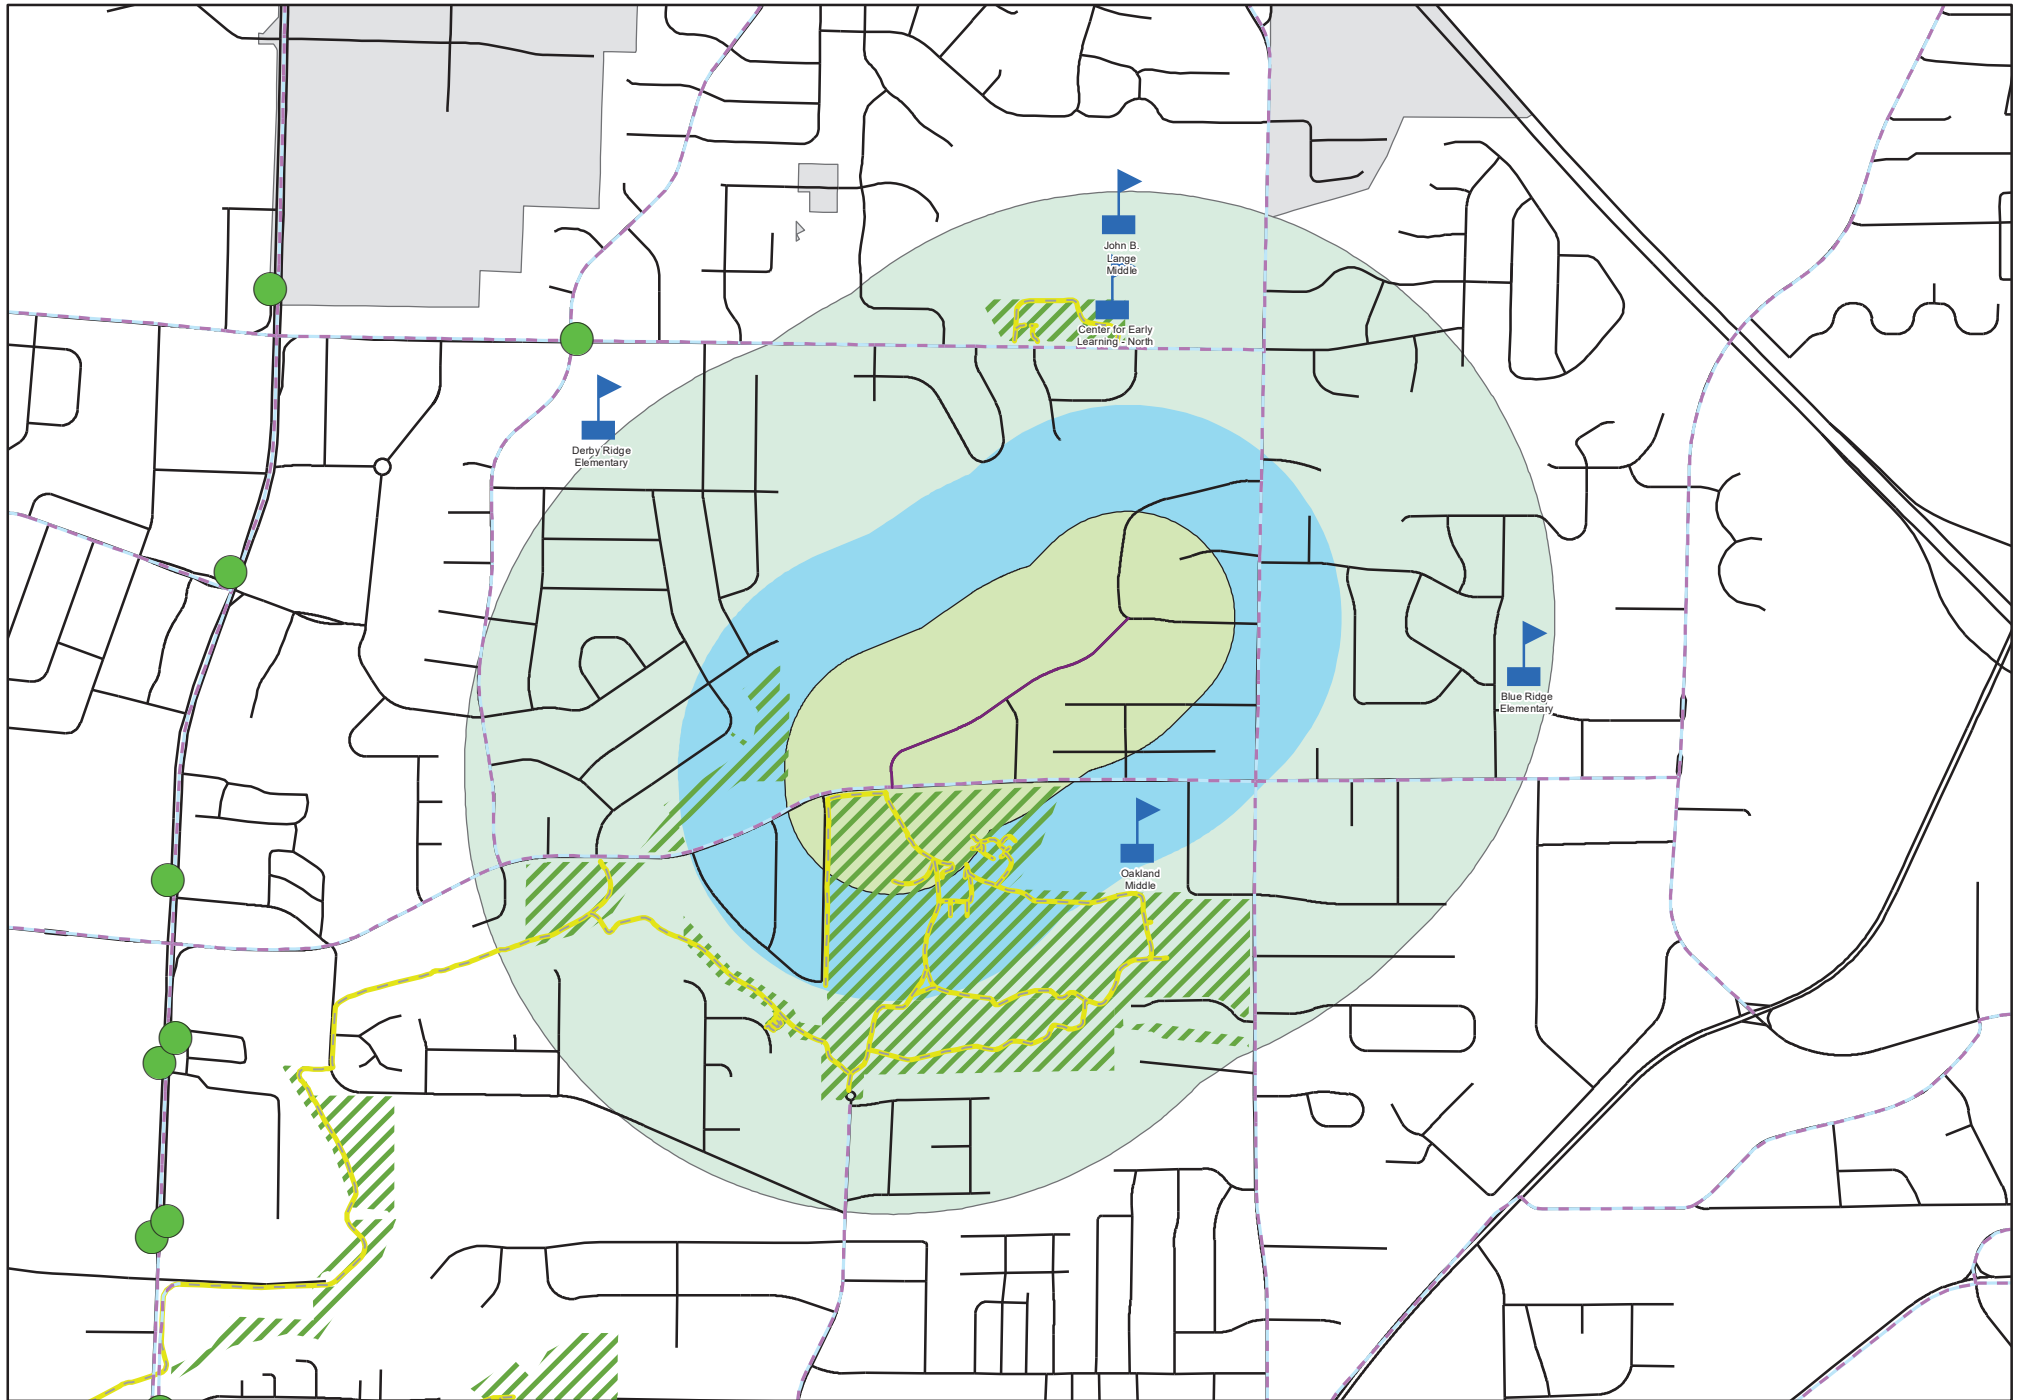 John B.
Lange
Middle
Center for Early
Learning - North
Derby Ridge
Elementary
Blue Ridge
Elementary
Oakland
Middle